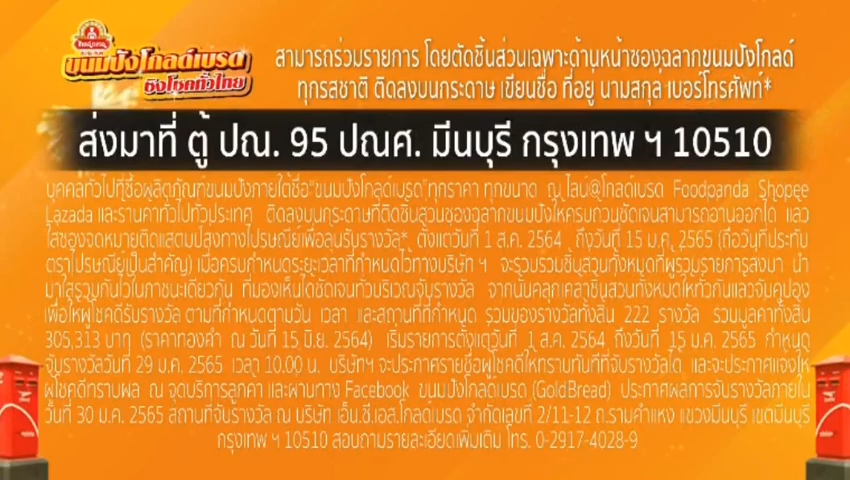 ขนมปังโกลด์เบรด
ชิงโชคทั่วไทย
สามารถร่วมรายการ โดยตัดชิ้นส่วนเฉพาะด้านหน้าซองฉลากขนมปังโกลด์
ทุกรสชาติ ติดลงบนกระดาษ เขียนชื่อ ที่อยู่ นามสกุล เบอร์โทรศัพท์*
ส่งมาที่ ตู้ ปณ. 95 ปณศ. มีนบุรี กรุงเทพ ฯ 10510
บุคคลทั่วไปที่ซื้อผลิตภัณฑ์ขนมปังภายใต้ชื่อ"ขนมปังโกลด์เบรด"ทุกราคา ทุกขนาด ณ ไลน์@โกลด์เบรด Foodpanda Shopee
Lazada และร้านค้าทั่วไปทั่วประเทศ ติดลงบนกระดาษที่ติดชิ้นส่วนซองฉลากขนมปังให้ครบถ้วนชัดเจนสามารถอ่านออกได้ แล้ว
ใส่ซองจดหมายติดแสตมป์ส่งทางไปรษณีย์เพื่อลุ้นรับรางวัล* ตั้งแต่วันที่ 1 ส.ค. 2564 ถึงวันที่ 15 ม.ค. 2565 (ถือวันที่ประทับ
ตราไปรษณีย์เป็นสำคัญ) เมื่อครบกำหนดระยะเวลาที่กำหนดไว้ทางบริษัท ฯ จะรวบรวมชิ้นส่วนทั้งหมดที่ผู้ร่วมรายการส่งมา นำ
มาใส่รวมกันไว้ในภาชนะเดียวกัน ที่มองเห็นได้ชัดเจนทั่วบริเวณจับรางวัล จากนั้นคลุกเคล้าชิ้นส่วนทั้งหมดให้ทั่วกันแล้วจับคูปอง
เพื่อให้ผู้โชคดีรับรางวัล ตามที่กำหนดตามวัน เวลา และสถานที่ที่กำหนด รวมของรางวัลทั้งสิ้น 222 รางวัล รวมมูลค่าทั้งสิ้น
305,313 บาท (ราคาทองคำ ณ วันที่ 15 มิ.ย. 2564) เริ่มรายการตั้งแต่วันที่ 1 ส.ค. 2564 ถึงวันที่ 15 ม.ค. 2565 กำหนด
จับรางวัลวันที่ 29 ม.ค. 2565 เวลา 10.00 น. บริษัทฯ จะประกาศรายชื่อผู้โชคดีให้ทราบทันทีที่จับรางวัลได้ และจะประกาศแจ้งให้
ผู้โชคดีทราบผล ณ จุดบริการลูกค้า และผ่านทาง Facebook ขนมปังโกลด์เบรด (GoldBread) ประกาศผลการจับรางวัลภายใน
วันที่ 30 ม.ค. 2565 สถานที่จับรางวัล ณ บริษัท เอ็น.ซี.เอส.โกลด์เบรด จำกัดเลขที่ 2/11-12 ถ.รามคำแหง แขวงมีนบุรี เขตมีนบุรี
กรุงเทพ ฯ 10510 สอบถามรายละเอียดเพิ่มเติม โทร. 0-2917-4028-9